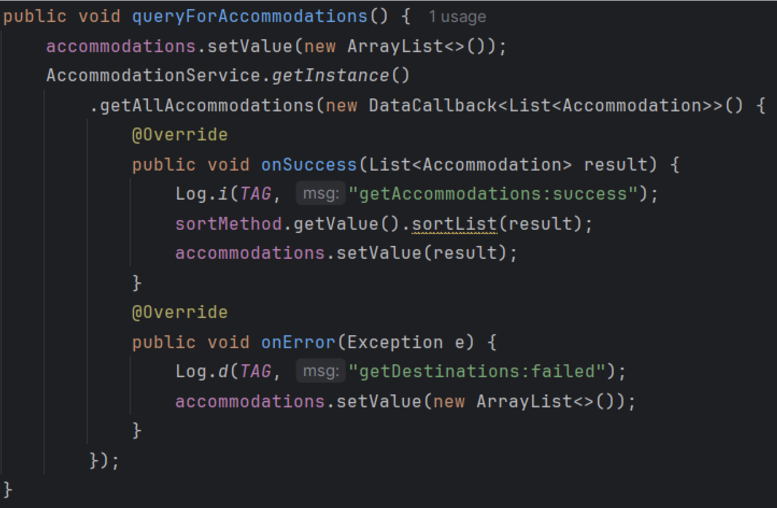 public void queryForAccommodations() {  1 usage
    accommodations.setValue(new ArrayList<>());
    AccommodationService.getInstance()
        .getAllAccommodations(new DataCallback<List<Accommodation>>() {
            @Override
            public void onSuccess(List<Accommodation> result) {
                Log.i(TAG, msg: "getAccommodations:success");
                sortMethod.getValue().sortList(result);
                accommodations.setValue(result);
            }
            @Override
            public void onError(Exception e) {
                Log.d(TAG, msg: "getDestinations:failed");
                accommodations.setValue(new ArrayList<>());
            }
        });
}